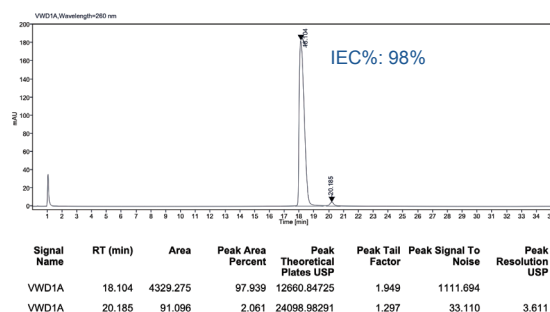 VWD1A,Wavelength=260 nm
200
180
160
140
120
100
80
60
40
20
0
mAU
18.104
IEC%: 98%
20.185
1 2 3 4 5 6 7 8 9 10 11 12 13 14 15 16 17 18 19 20 21 22 23 24 25 26 27 28 29 30 31 32 33 34
Time [min]
Signal Name RT (min) Area Peak Area Percent Peak Theoretical Plates USP Peak Tail Factor Peak Signal To Noise Peak Resolution USP
VWD1A 18.104 4329.275 97.939 12660.84725 1.949 1111.694
VWD1A 20.185 91.096 2.061 24098.98291 1.297 33.110 3.611